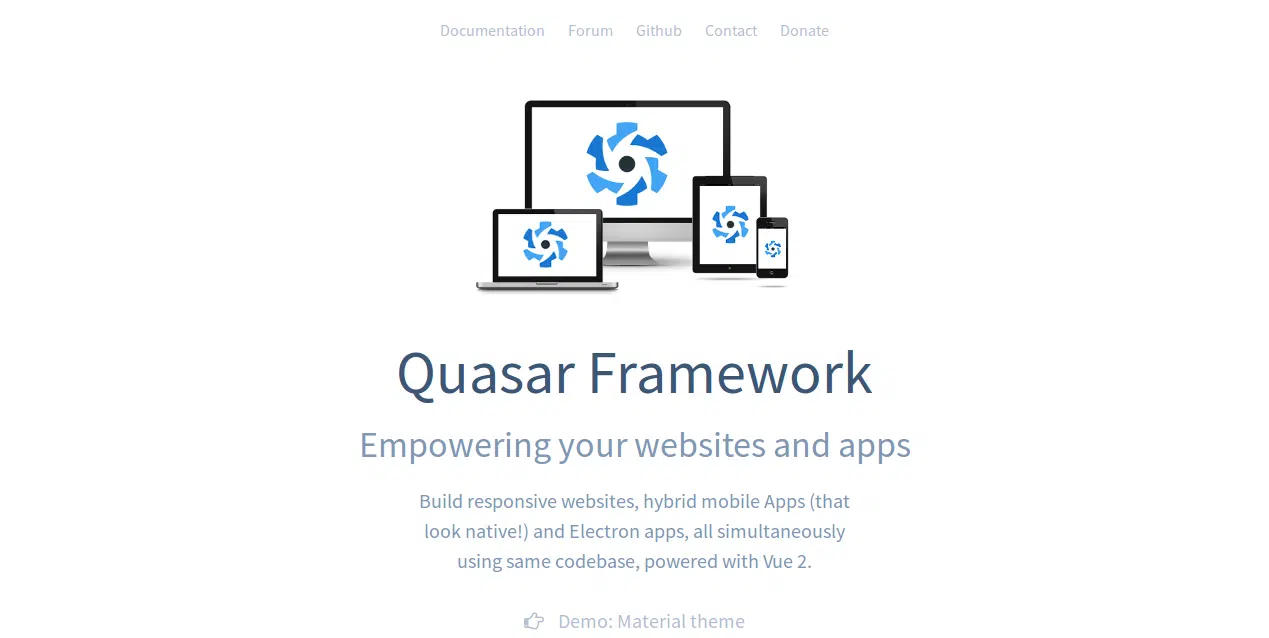 Documentation Forum Github Contact Donate
Quasar Framework
Empowering your websites and apps
Build responsive websites, hybrid mobile Apps (that
look native!) and Electron apps, all simultaneously
using same codebase, powered with Vue 2.
Demo: Material theme